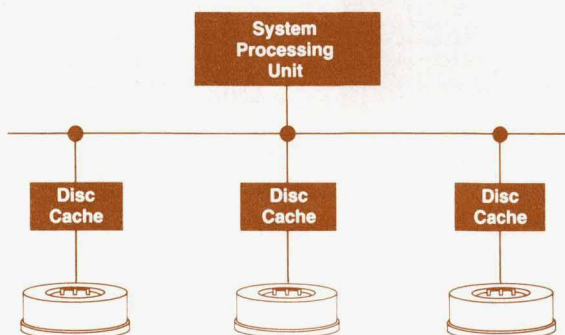 System
Processing
Unit
Disc
Cache
Disc
Cache
Disc
Cache